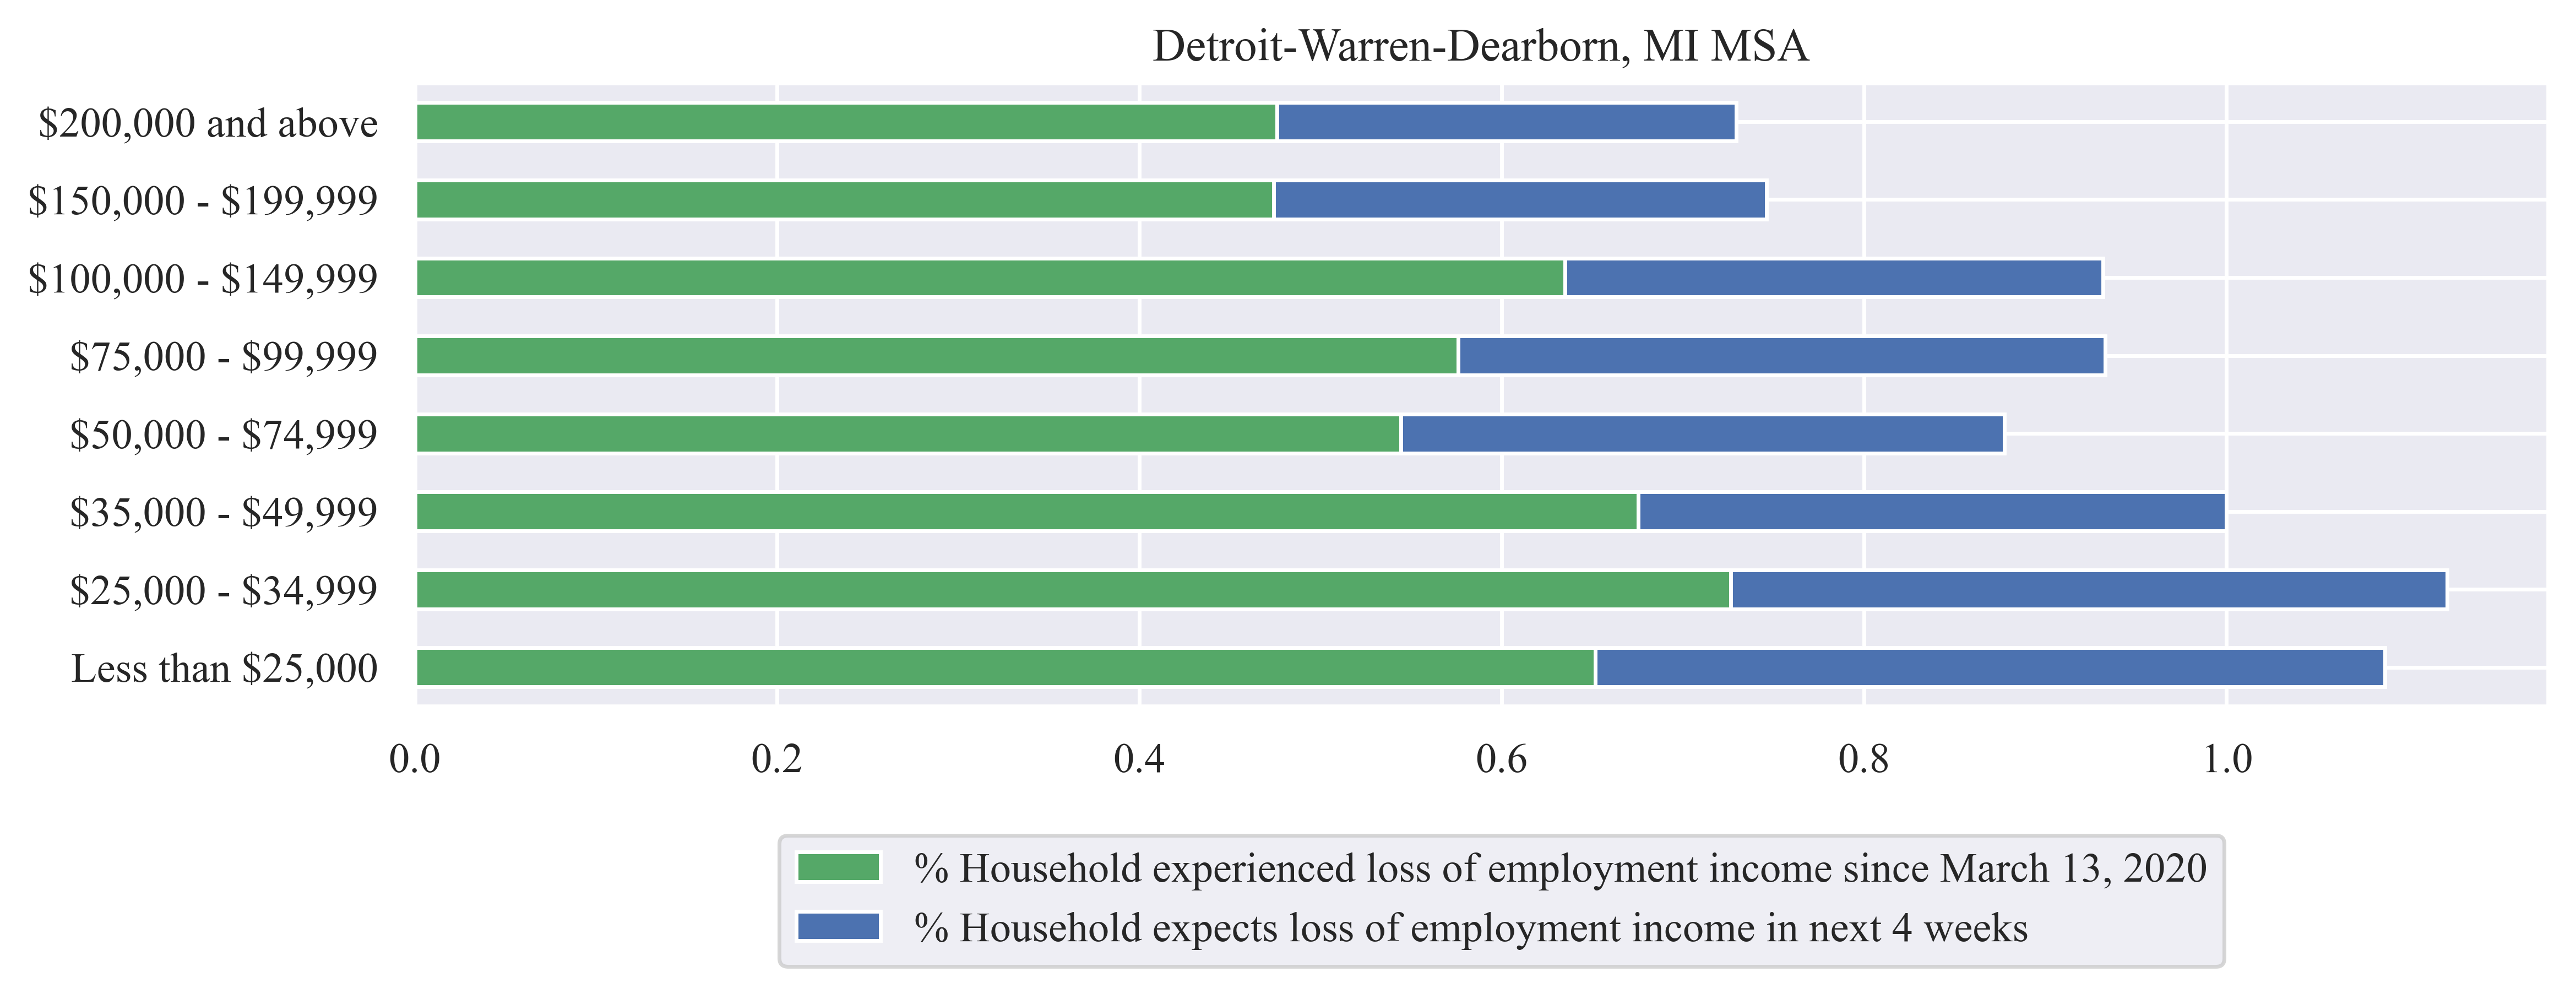 Detroit-Warren-Dearborn, MI MSA
$200,000 and above
$150,000 - $199,999
$100,000 - $149,999
$75,000 - $99,999
$50,000 - $74,999
$35,000 - $49,999
$25,000 - $34,999
Less than $25,000
0.0 0.2 0.4 0.6 0.8 1.0
% Household experienced loss of employment income since March 13, 2020
% Household expects loss of employment income in next 4 weeks